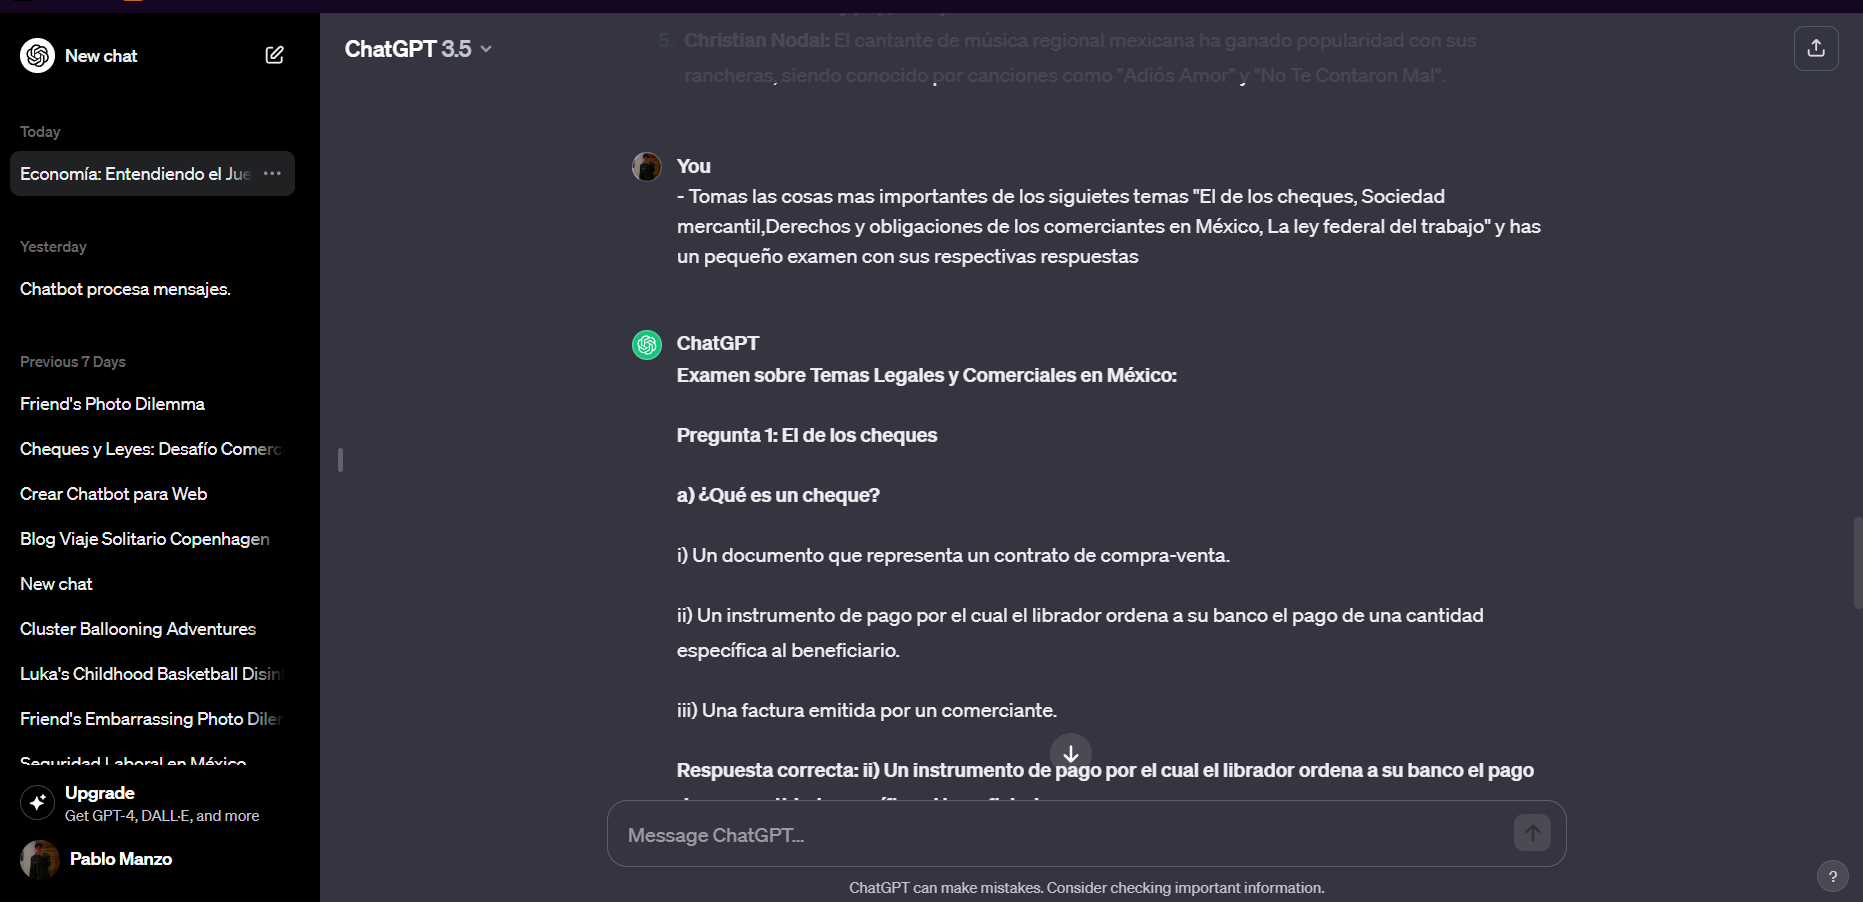 New chat
Today
Economía: Entendiendo el Jue
Yesterday
Chatbot procesa mensajes.
Previous 7 Days
Friend's Photo Dilemma
Cheques y Leyes: Desafío Comerc
Crear Chatbot para Web
Blog Viaje Solitario Copenhagen
New chat
Cluster Ballooning Adventures
Luka's Childhood Basketball Disin
Friend's Embarrassing Photo Diler
Seguridad Laboral en México
Upgrade
Get GPT-4, DALL·E, and more
Pablo Manzo
ChatGPT 3.5
5. Christian Nodal: El cantante de música regional mexicana ha ganado popularidad con sus
rancheras, siendo conocido por canciones como "Adiós Amor" y "No Te Contaron Mal".
You
- Tomas las cosas mas importantes de los siguietes temas "El de los cheques, Sociedad
mercantil,Derechos y obligaciones de los comerciantes en México, La ley federal del trabajo" y has
un pequeño examen con sus respectivas respuestas
ChatGPT
Examen sobre Temas Legales y Comerciales en México:
Pregunta 1: El de los cheques
a) ¿Qué es un cheque?
i) Un documento que representa un contrato de compra-venta.
ii) Un instrumento de pago por el cual el librador ordena a su banco el pago de una cantidad
específica al beneficiario.
iii) Una factura emitida por un comerciante.
Respuesta correcta: ii) Un instrumento de pago por el cual el librador ordena a su banco el pago
Message ChatGPT...
ChatGPT can make mistakes. Consider checking important information.
?